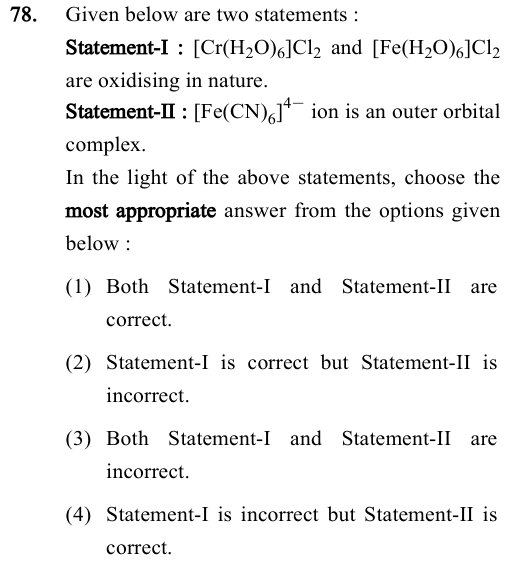 78. Given below are two statements :
Statement-I : [Cr(H₂O)₆]Cl₂ and [Fe(H₂O)₆]Cl₂
are oxidising in nature.
Statement-II : [Fe(CN)₆]⁴⁻ ion is an outer orbital
complex.
In the light of the above statements, choose the
most appropriate answer from the options given
below :
(1) Both Statement-I and Statement-II are
correct.
(2) Statement-I is correct but Statement-II is
incorrect.
(3) Both Statement-I and Statement-II are
incorrect.
(4) Statement-I is incorrect but Statement-II is
correct.